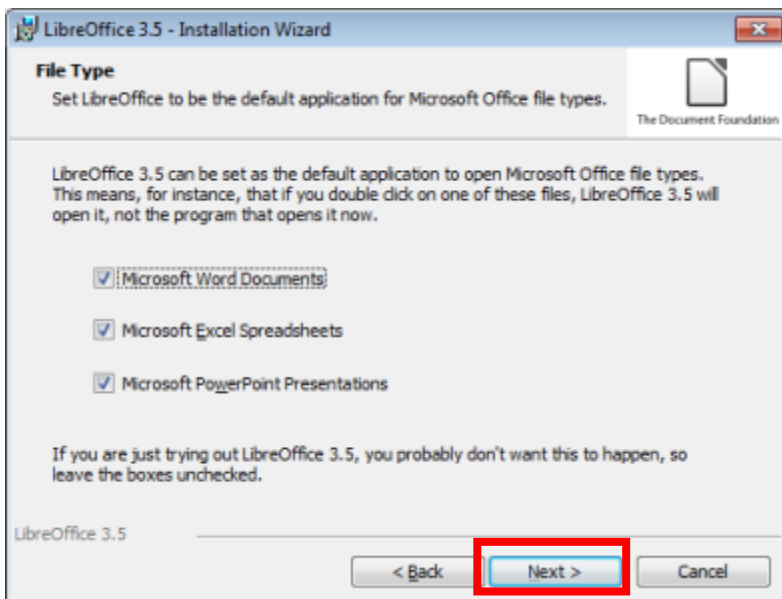 LibreOffice 3.5 - Installation Wizard
File Type
Set LibreOffice to be the default application for Microsoft Office file types.
The Document Foundation
LibreOffice 3.5 can be set as the default application to open Microsoft Office file types.
This means, for instance, that if you double click on one of these files, LibreOffice 3.5 will
open it, not the program that opens it now.
Microsoft Word Documents
Microsoft Excel Spreadsheets
Microsoft PowerPoint Presentations
If you are just trying out LibreOffice 3.5, you probably don't want this to happen, so
leave the boxes unchecked.
LibreOffice 3.5
< Back
Next >
Cancel